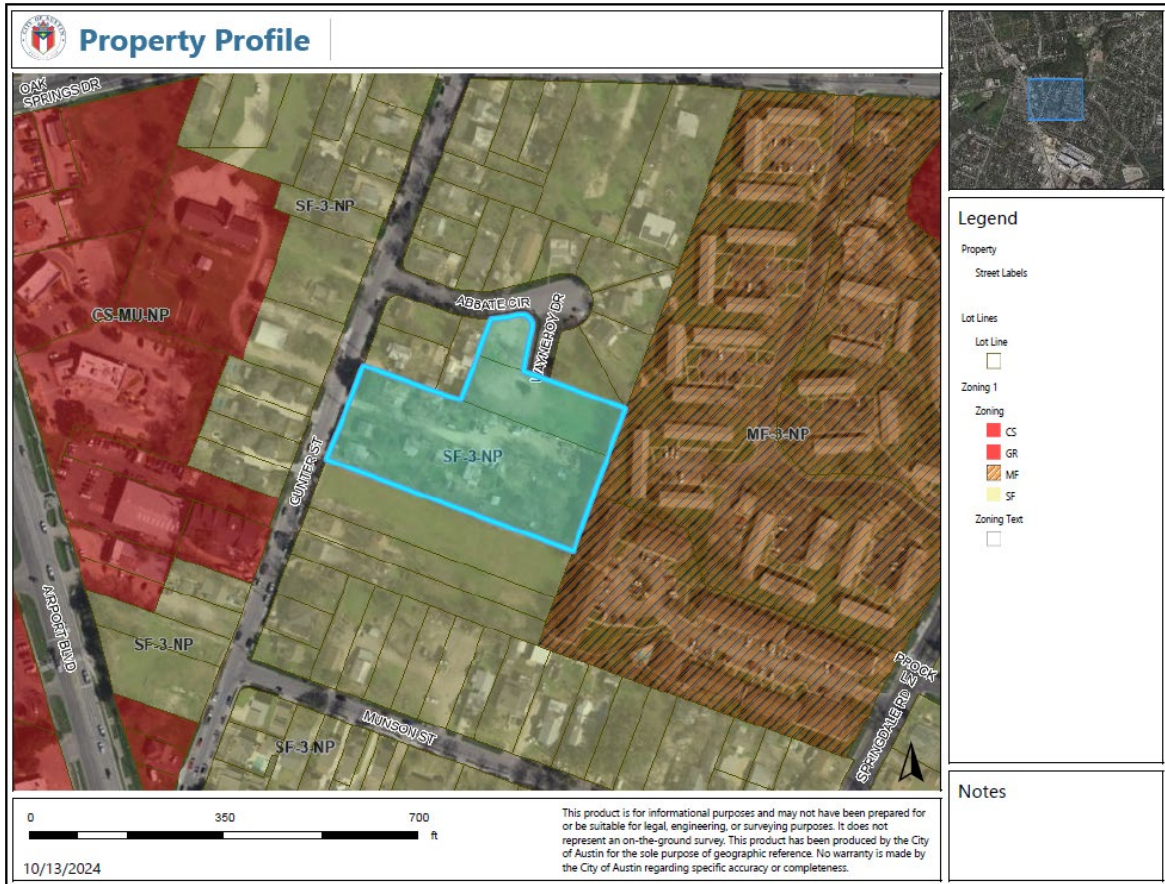 CITY OF AUSTIN
Property Profile
OAK
SPRINGS DR
SF-3-NP
CS-MU-NP
ABBATE CIR
WAYNEROY DR
GUNTER ST
SF-3-NP
MF-3-NP
AIRPORT BLVD
SF-3-NP
MUNSON ST
SF-3-NP
SPRINGDALE RD
PROCK
LN
0
350
700
ft
10/13/2024
This product is for informational purposes and may not have been prepared for
or be suitable for legal, engineering, or surveying purposes. It does not
represent an on-the-ground survey. This product has been produced by the City
of Austin for the sole purpose of geographic reference. No warranty is made by
the City of Austin regarding specific accuracy or completeness.
Legend
Property
Street Labels
Lot Lines
Lot Line
Zoning 1
Zoning
CS
GR
MF
SF
Zoning Text
Notes